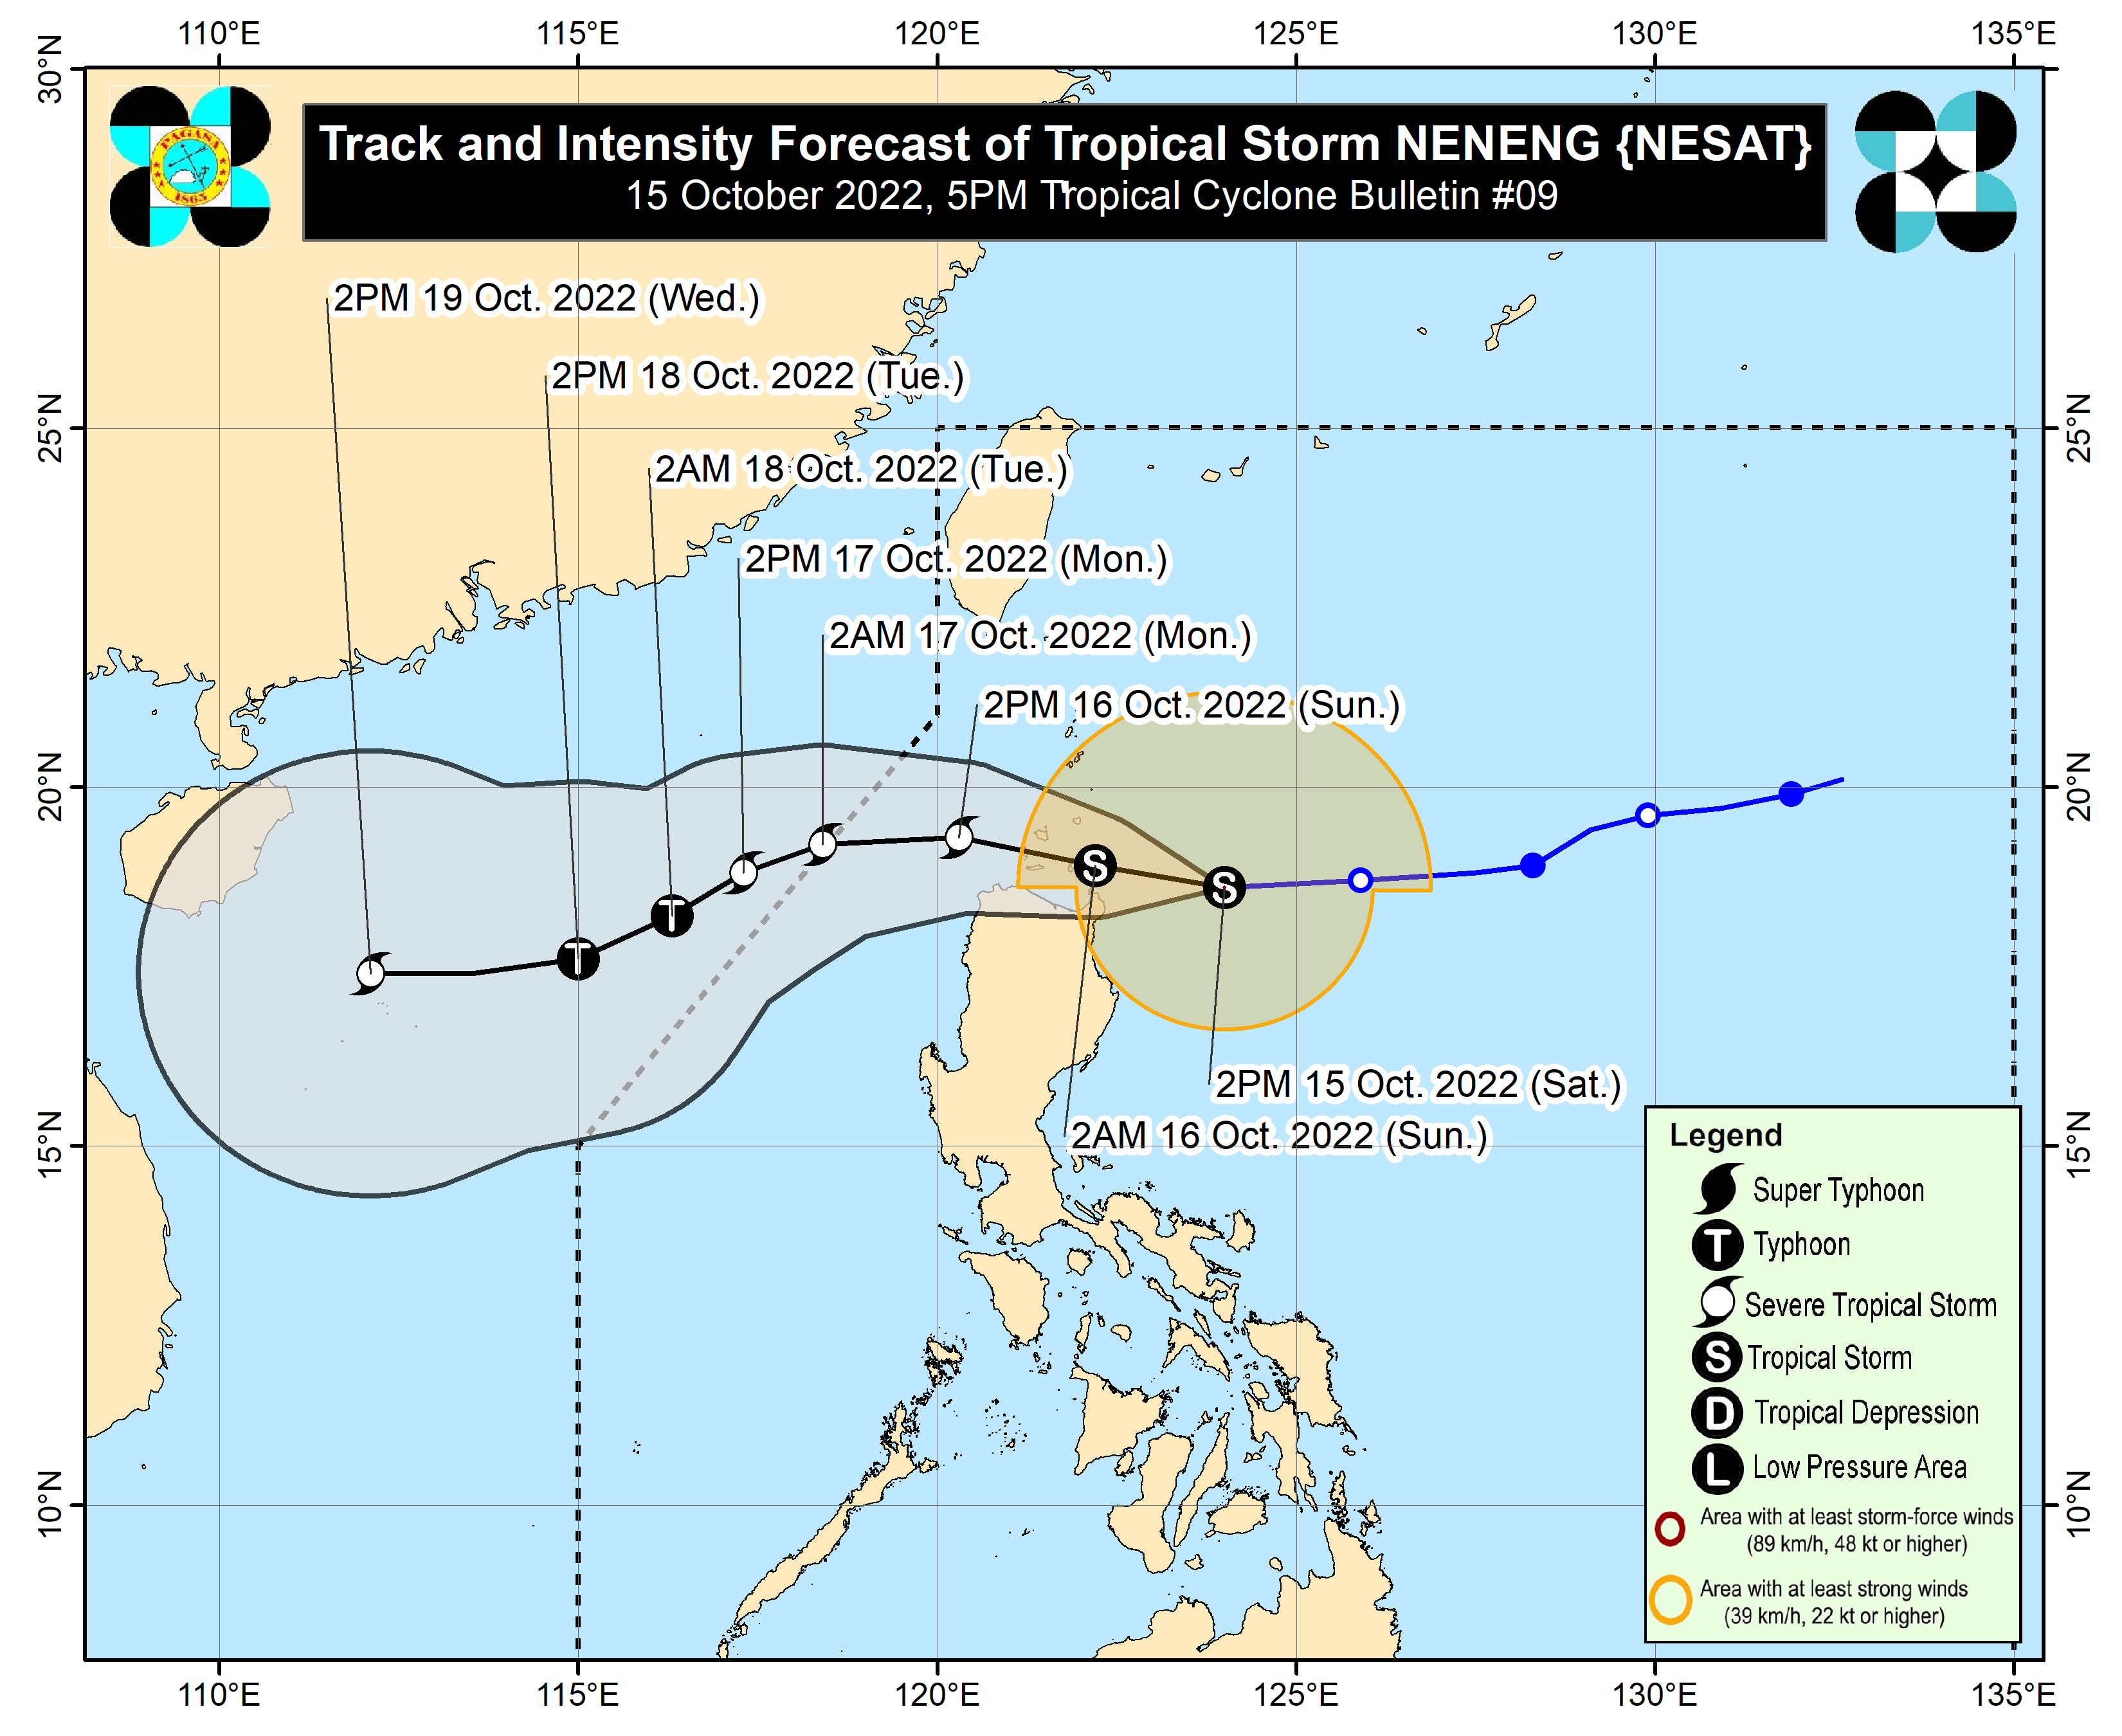 110°E 115°E 120°E 125°E 130°E 135°E
30°N
Track and Intensity Forecast of Tropical Storm NENENG {NESAT}
15 October 2022, 5PM Tropical Cyclone Bulletin #09
PAGASA
1865
2PM 19 Oct. 2022 (Wed.)
2PM 18 Oct. 2022 (Tue.)
25°N 25°N
2AM 18 Oct. 2022 (Tue.)
2PM 17 Oct. 2022 (Mon.)
2AM 17 Oct. 2022 (Mon.)
2PM 16 Oct. 2022 (Sun.)
20°N 20°N
S
S
T
T
2PM 15 Oct. 2022 (Sat.)
2AM 16 Oct. 2022 (Sun.)
15°N 15°N
Legend
Super Typhoon
T Typhoon
Severe Tropical Storm
S Tropical Storm
D Tropical Depression
L Low Pressure Area
10°N 10°N
Area with at least storm-force winds
(89 km/h, 48 kt or higher)
Area with at least strong winds
(39 km/h, 22 kt or higher)
110°E 115°E 120°E 125°E 130°E 135°E